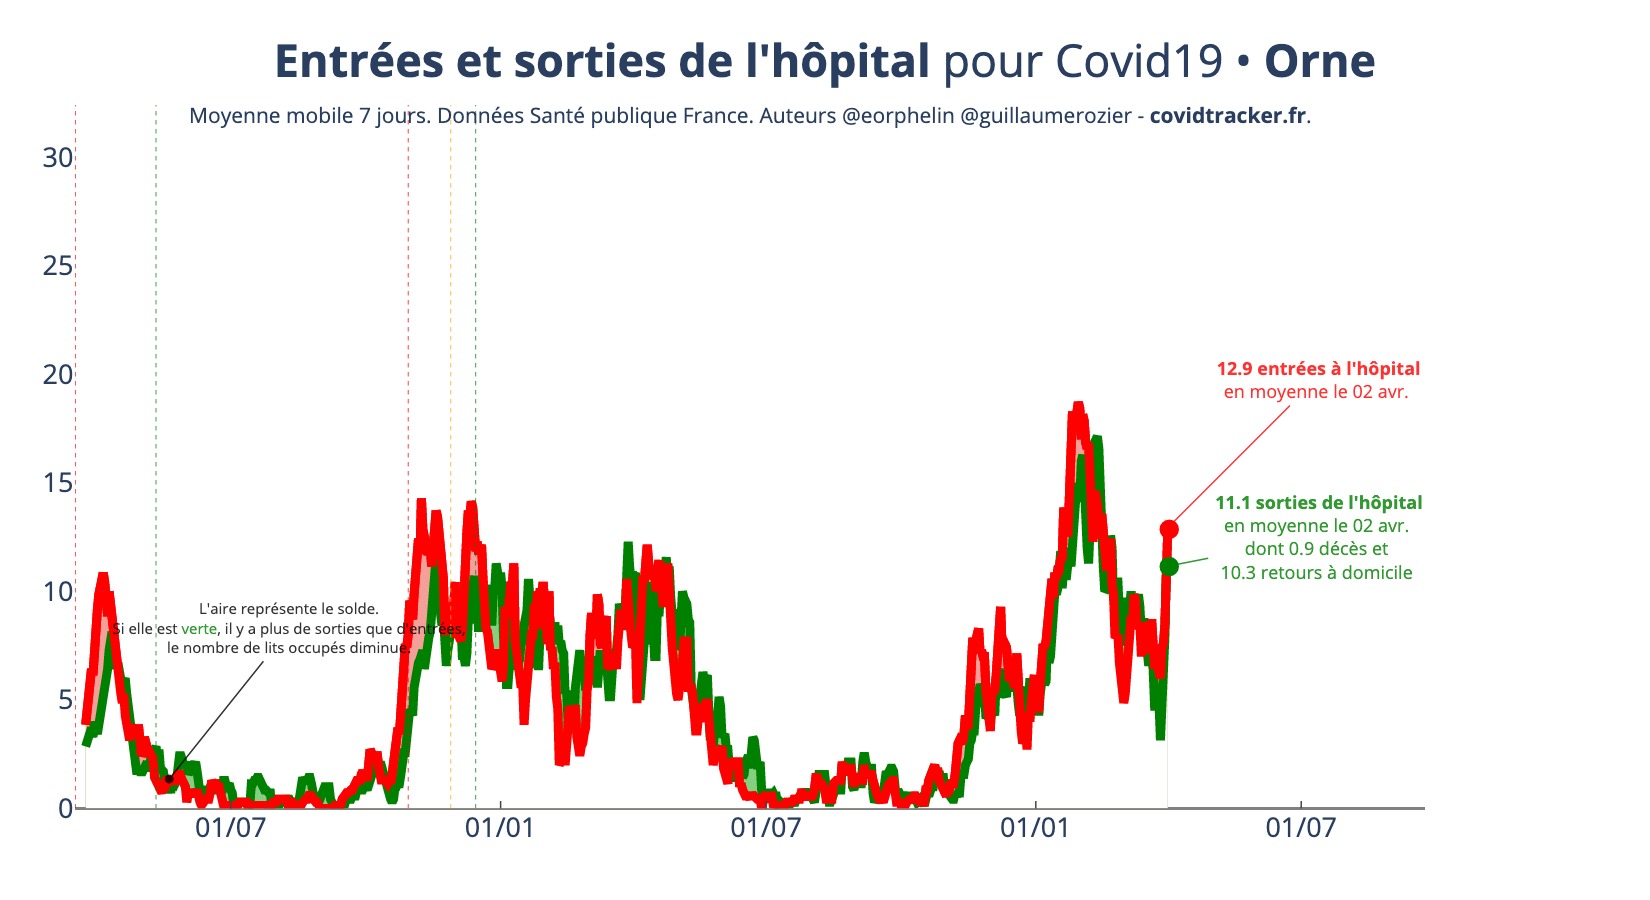 Entrées et sorties de l'hôpital pour Covid19 • Orne
Moyenne mobile 7 jours. Données Santé publique France. Auteurs @eorphelin @guillaumerozier - covidtracker.fr.
30
25
20
15
10
5
0
12.9 entrées à l'hôpital
en moyenne le 02 avr.
11.1 sorties de l'hôpital
en moyenne le 02 avr.
dont 0.9 décès et
10.3 retours à domicile
L'aire représente le solde.
Si elle est verte, il y a plus de sorties que d'entrées,
le nombre de lits occupés diminue.
01/07
01/01
01/07
01/01
01/07